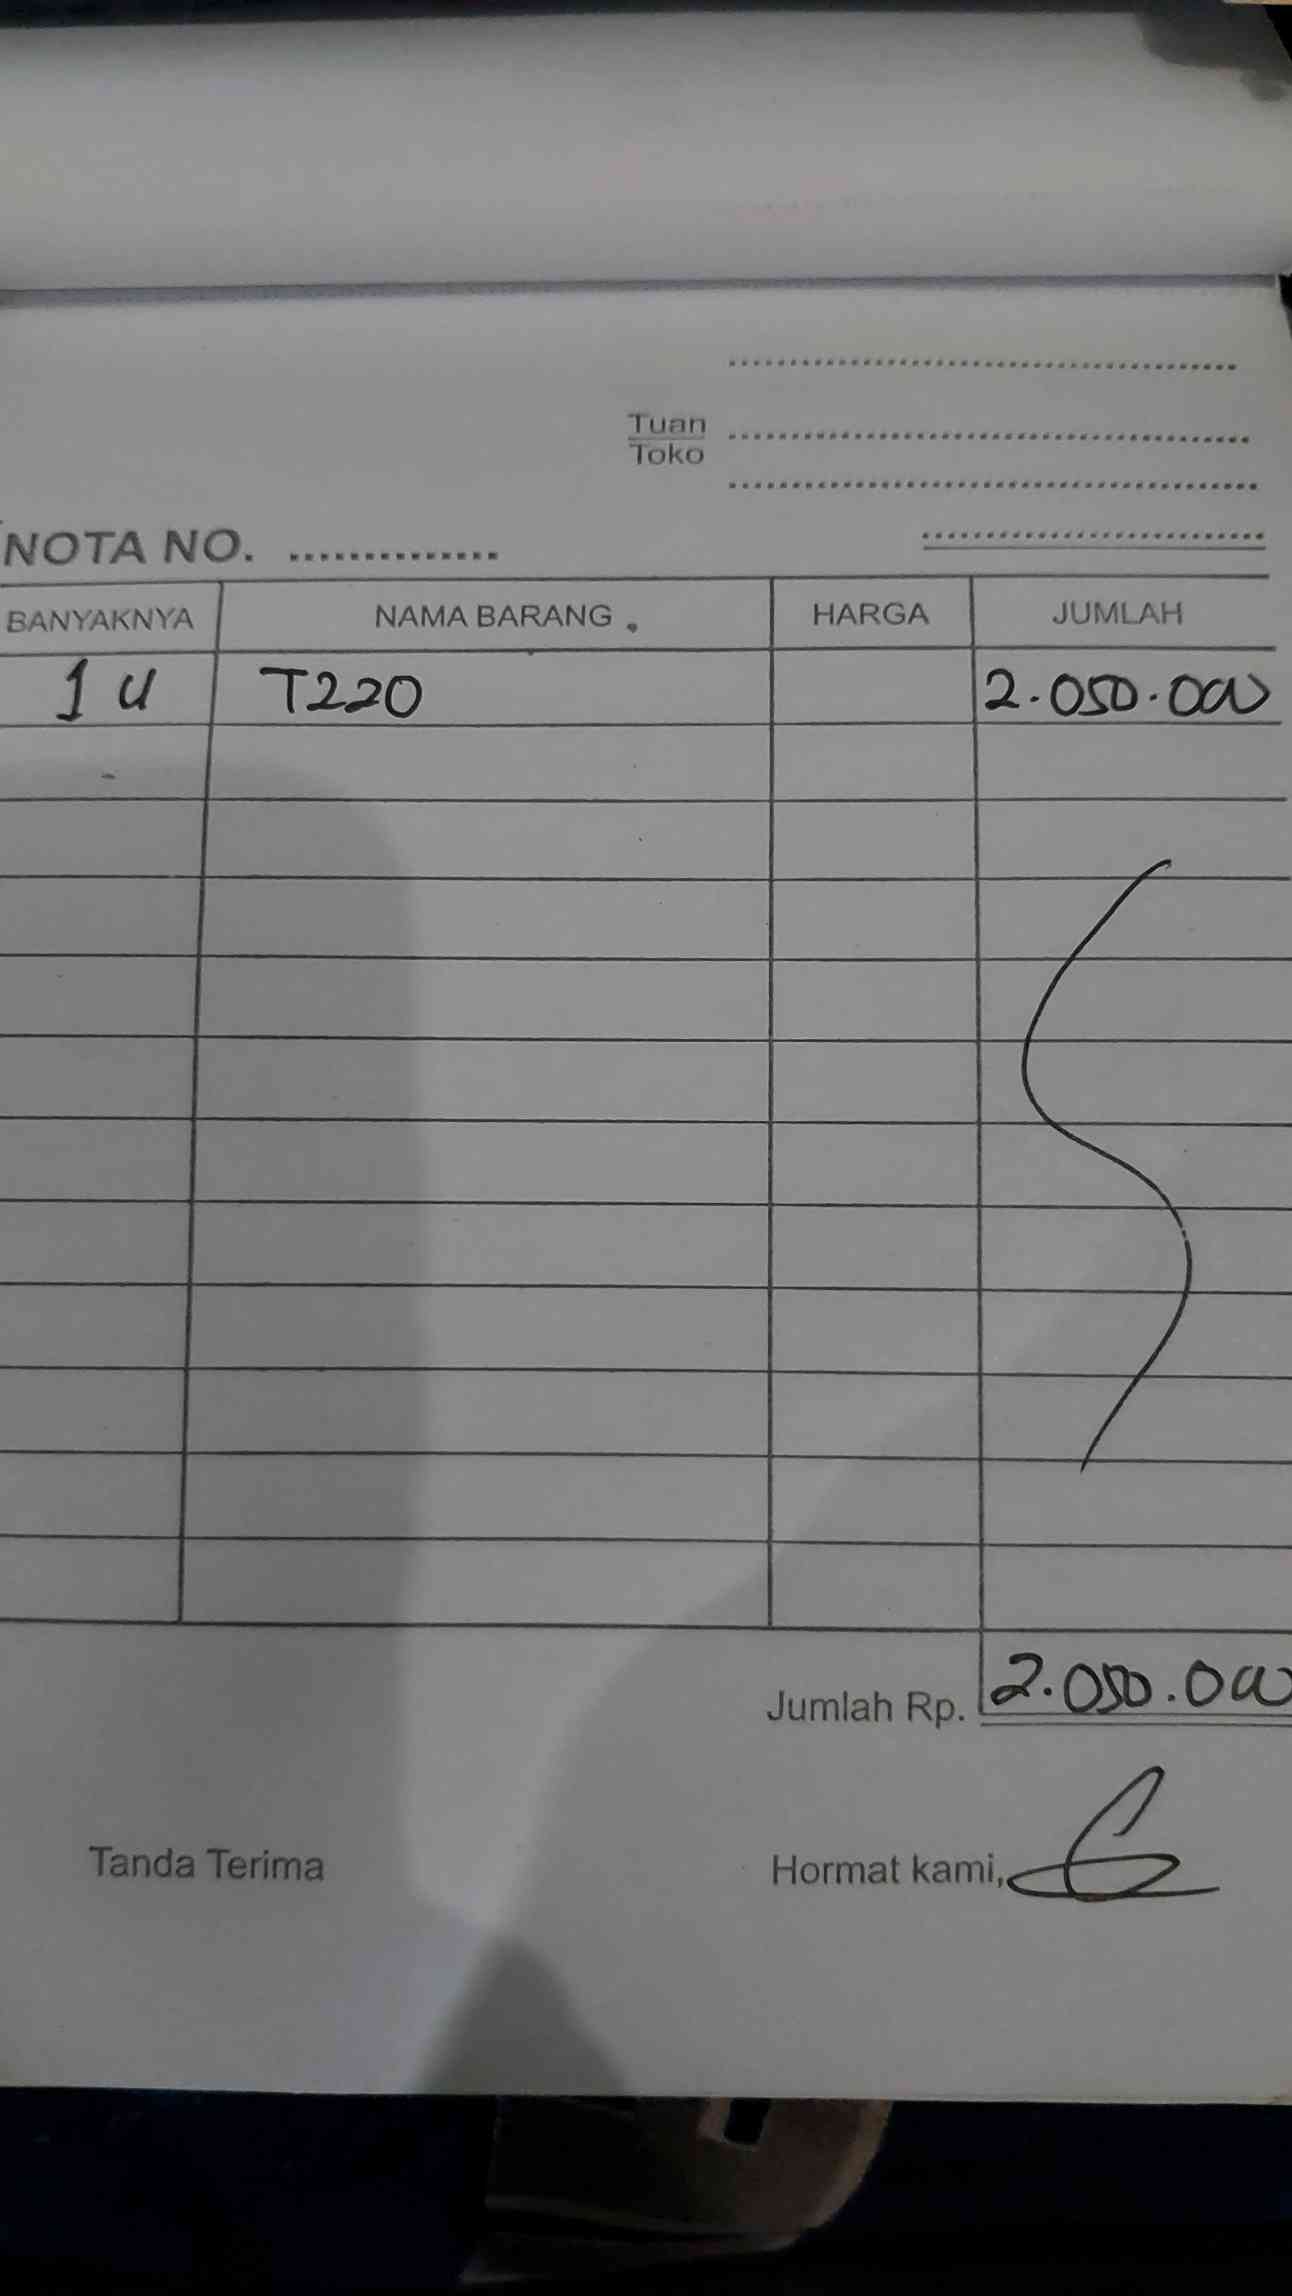 Tuan
Toko
NOTA NO.
BANYAKNYA NAMA BARANG HARGA JUMLAH
1 U T220 2.050.000
Jumlah Rp. 2.050.000
Tanda Terima Hormat kami,